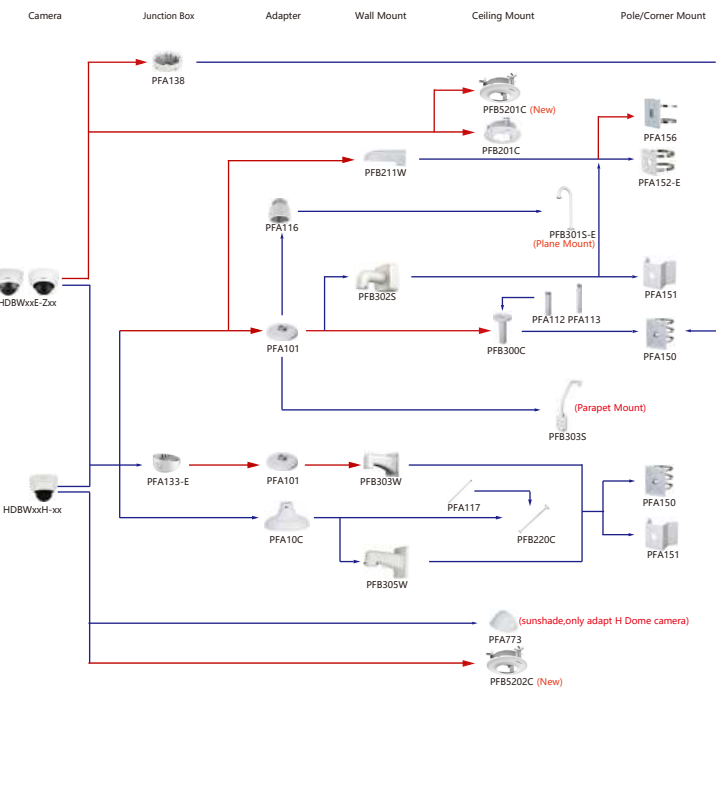 Camera
Junction Box
Adapter
Wall Mount
Ceiling Mount
Pole/Corner Mount
PFA138
PFB5201C (New)
PFA156
PFB201C
PFB211W
PFA152-E
PFA116
PFB301S-E
(Plane Mount)
HDBWxxE-Zxx
PFB302S
PFA151
PFA112 PFA113
PFA101
PFB300C
PFA150
(Parapet Mount)
PFB303S
PFA133-E
PFA101
PFB303W
PFA150
HDBWxxH-xx
PFA117
PFA10C
PFB220C
PFA151
PFB305W
(sunshade,only adapt H Dome camera)
PFA773
PFB5202C (New)